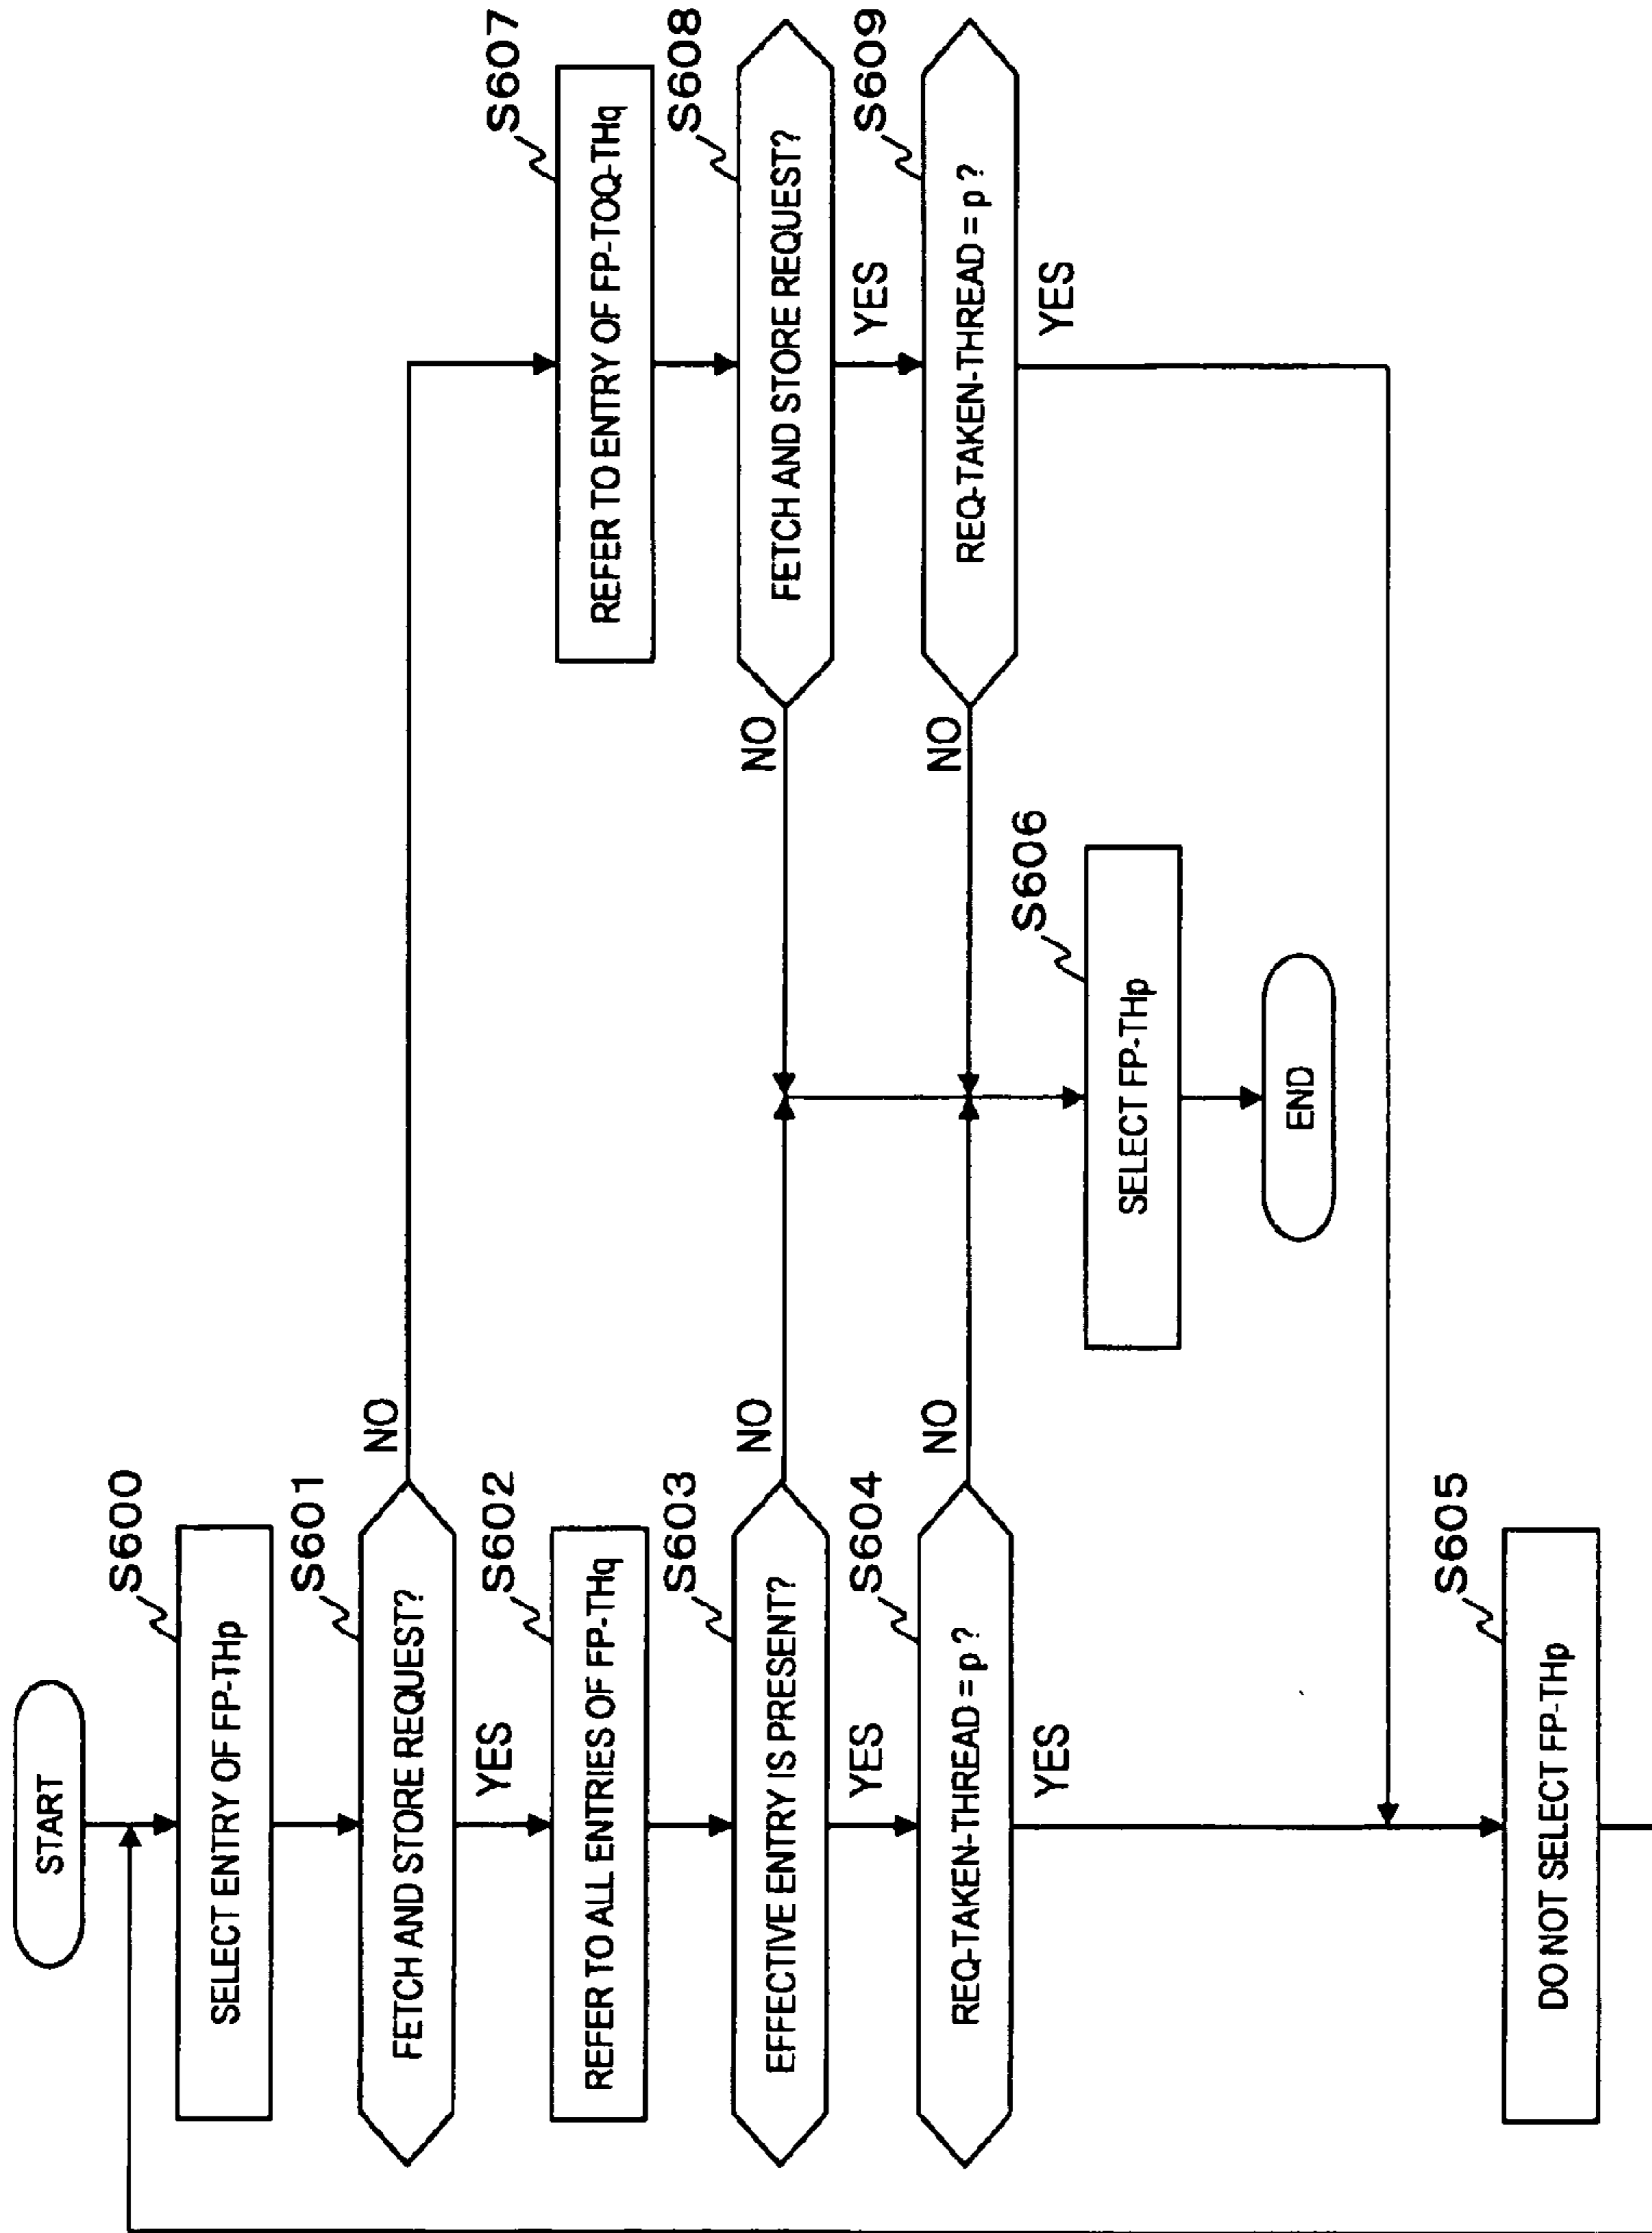 START
S600
SELECT ENTRY OF FP-THp
S601
FETCH AND STORE REQUEST?
NO
YES
S602
REFER TO ALL ENTRIES OF FP-THq
S603
EFFECTIVE ENTRY IS PRESENT?
NO
YES
S604
REQ-TAKEN-THREAD = p ?
NO
YES
S605
DO NOT SELECT FP-THp
S606
SELECT FP-THp
END
S607
REFER TO ENTRY OF FP-TOQ-THq
S608
FETCH AND STORE REQUEST?
NO
YES
S609
REQ-TAKEN-THREAD = p ?
NO
YES